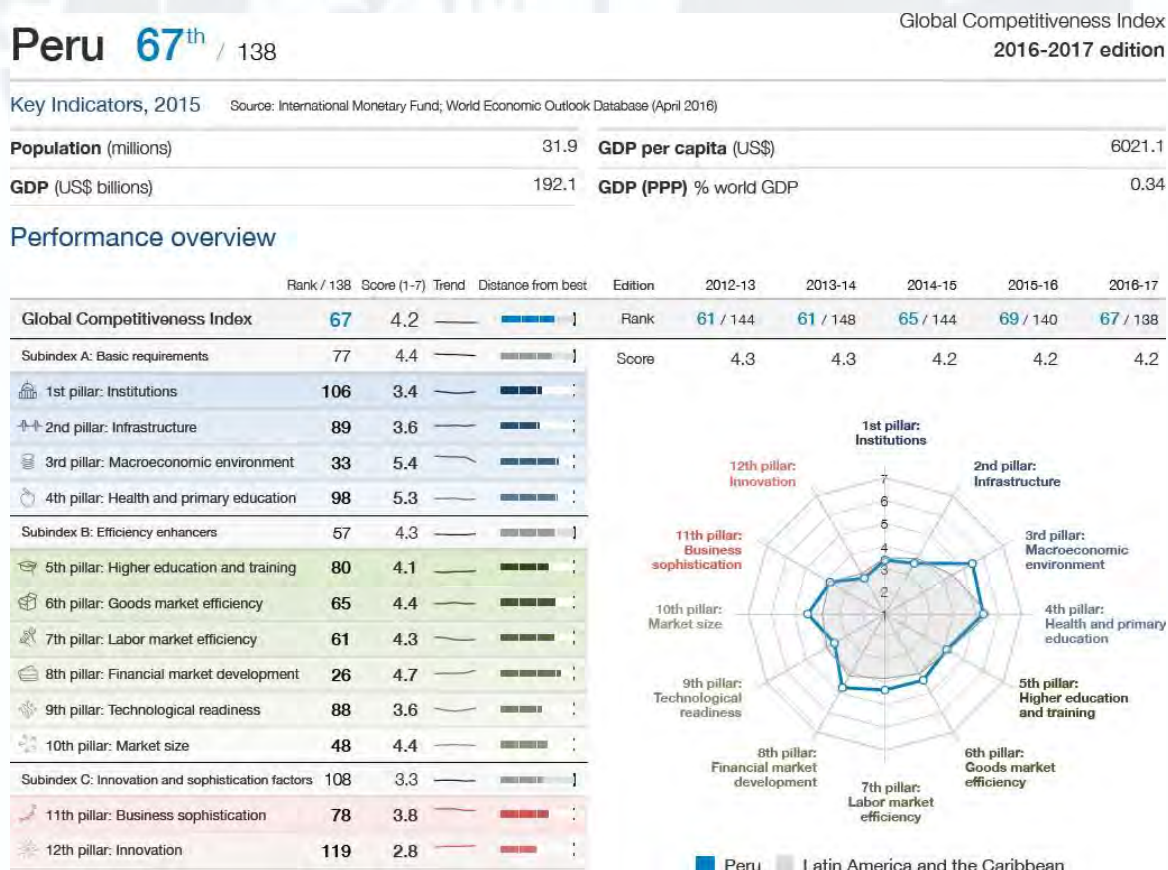 Peru 67th / 138
Global Competitiveness Index
2016-2017 edition
Key Indicators, 2015 Source: International Monetary Fund; World Economic Outlook Database (April 2016)
Population (millions) 31.9 GDP per capita (US$) 6021.1
GDP (US$ billions) 192.1 GDP (PPP) % world GDP 0.34
Performance overview
Rank / 138 Score (1-7) Trend Distance from best
Global Competitiveness Index 67 4.2
Subindex A: Basic requirements 77 4.4
1st pillar: Institutions 106 3.4
2nd pillar: Infrastructure 89 3.6
3rd pillar: Macroeconomic environment 33 5.4
4th pillar: Health and primary education 98 5.3
Subindex B: Efficiency enhancers 57 4.3
5th pillar: Higher education and training 80 4.1
6th pillar: Goods market efficiency 65 4.4
7th pillar: Labor market efficiency 61 4.3
8th pillar: Financial market development 26 4.7
9th pillar: Technological readiness 88 3.6
10th pillar: Market size 48 4.4
Subindex C: Innovation and sophistication factors 108 3.3
11th pillar: Business sophistication 78 3.8
12th pillar: Innovation 119 2.8
Edition 2012-13 2013-14 2014-15 2015-16 2016-17
Rank 61 / 144 61 / 148 65 / 144 69 / 140 67 / 138
Score 4.3 4.3 4.2 4.2 4.2
1st pillar:
Institutions
2nd pillar:
Infrastructure
3rd pillar:
Macroeconomic
environment
4th pillar:
Health and primary
education
5th pillar:
Higher education
and training
6th pillar:
Goods market
efficiency
7th pillar:
Labor market
efficiency
8th pillar:
Financial market
development
9th pillar:
Technological
readiness
10th pillar:
Market size
11th pillar:
Business
sophistication
12th pillar:
Innovation
7
6
5
4
3
2
1
Peru Latin America and the Caribbean